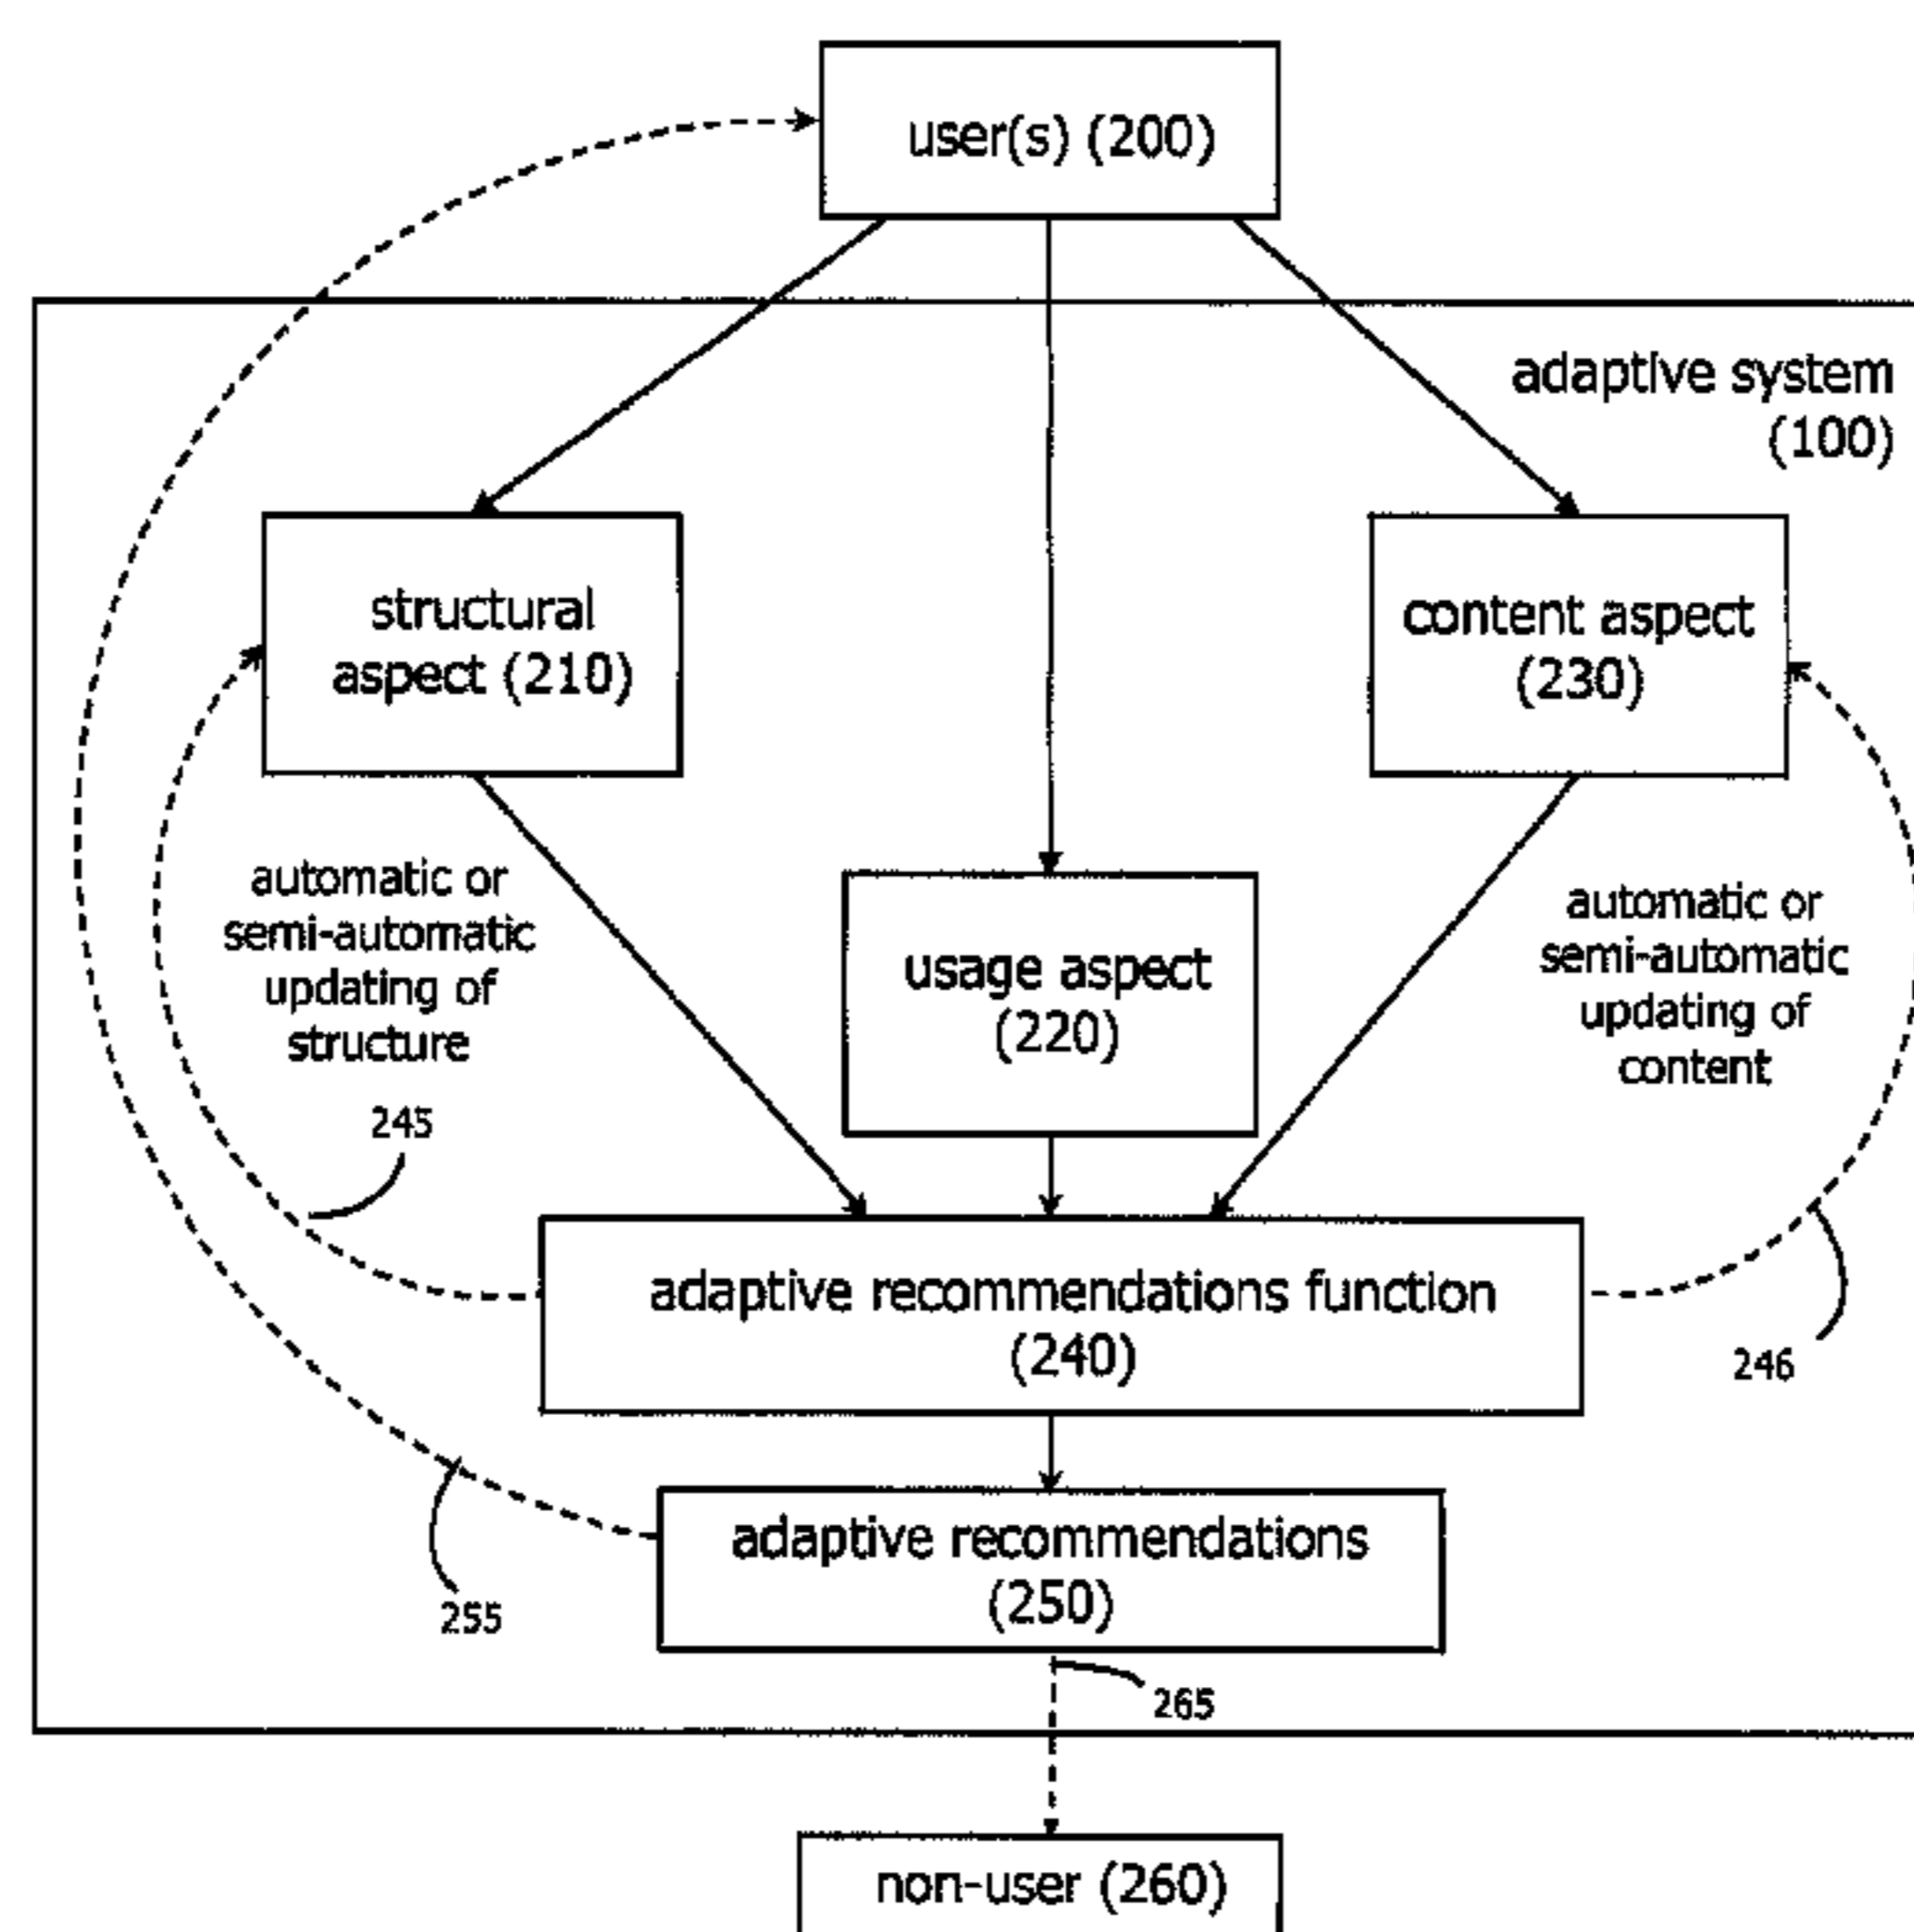 user(s) (200)
adaptive system
(100)
structural
aspect (210)
content aspect
(230)
automatic or
semi-automatic
updating of
structure
usage aspect
(220)
automatic or
semi-automatic
updating of
content
245
adaptive recommendations function
(240)
246
adaptive recommendations
(250)
255
265
non-user (260)